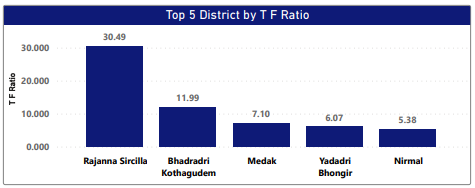 Top 5 District by T F Ratio
T F Ratio
30.000
20.000
10.000
0.000
30.49
11.99
7.10
6.07
5.38
Rajanna Sircilla
Bhadradri
Kothagudem
Medak
Yadadri
Bhongir
Nirmal